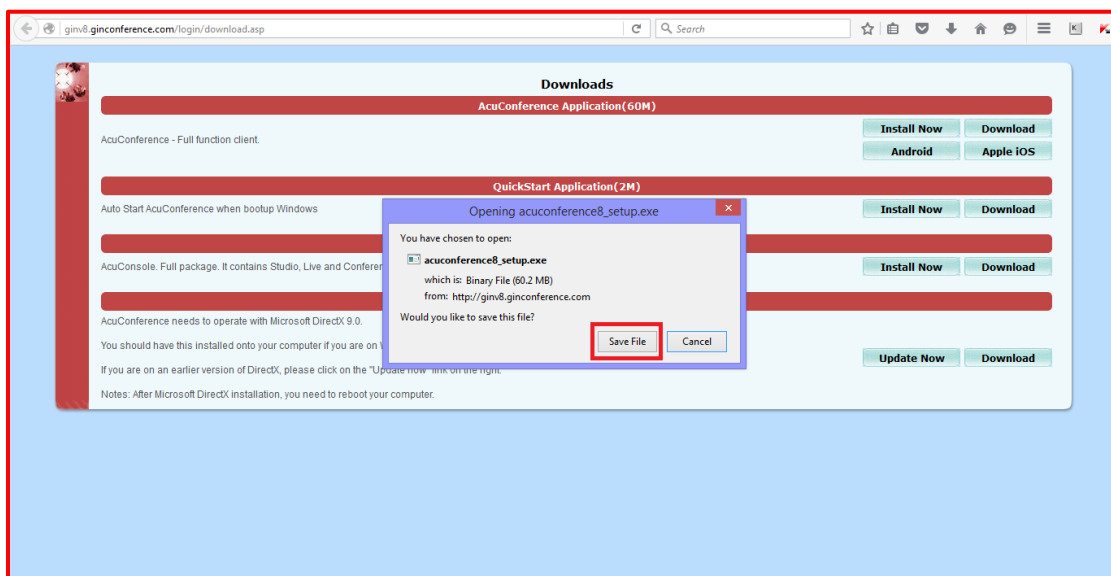 ginv8.ginconference.com/login/download.asp
Search
Downloads
AcuConference Application(60M)
AcuConference - Full function client.
Install Now Download
Android Apple iOS
QuickStart Application(2M)
Auto Start AcuConference when bootup Windows
Install Now Download
Opening acuconference8_setup.exe
You have chosen to open:
acuconference8_setup.exe
which is: Binary File (60.2 MB)
from: http://ginv8.ginconference.com
Would you like to save this file?
Save File Cancel
AcuConsole. Full package. It contains Studio, Live and
Install Now Download
AcuConference needs to operate with Microsoft DirectX 9.0.
You should have this installed onto your computer if you are on
If you are on an earlier version of DirectX, please click on the "Update now" link on the right.
Update Now Download
Notes: After Microsoft DirectX installation, you need to reboot your computer.
K